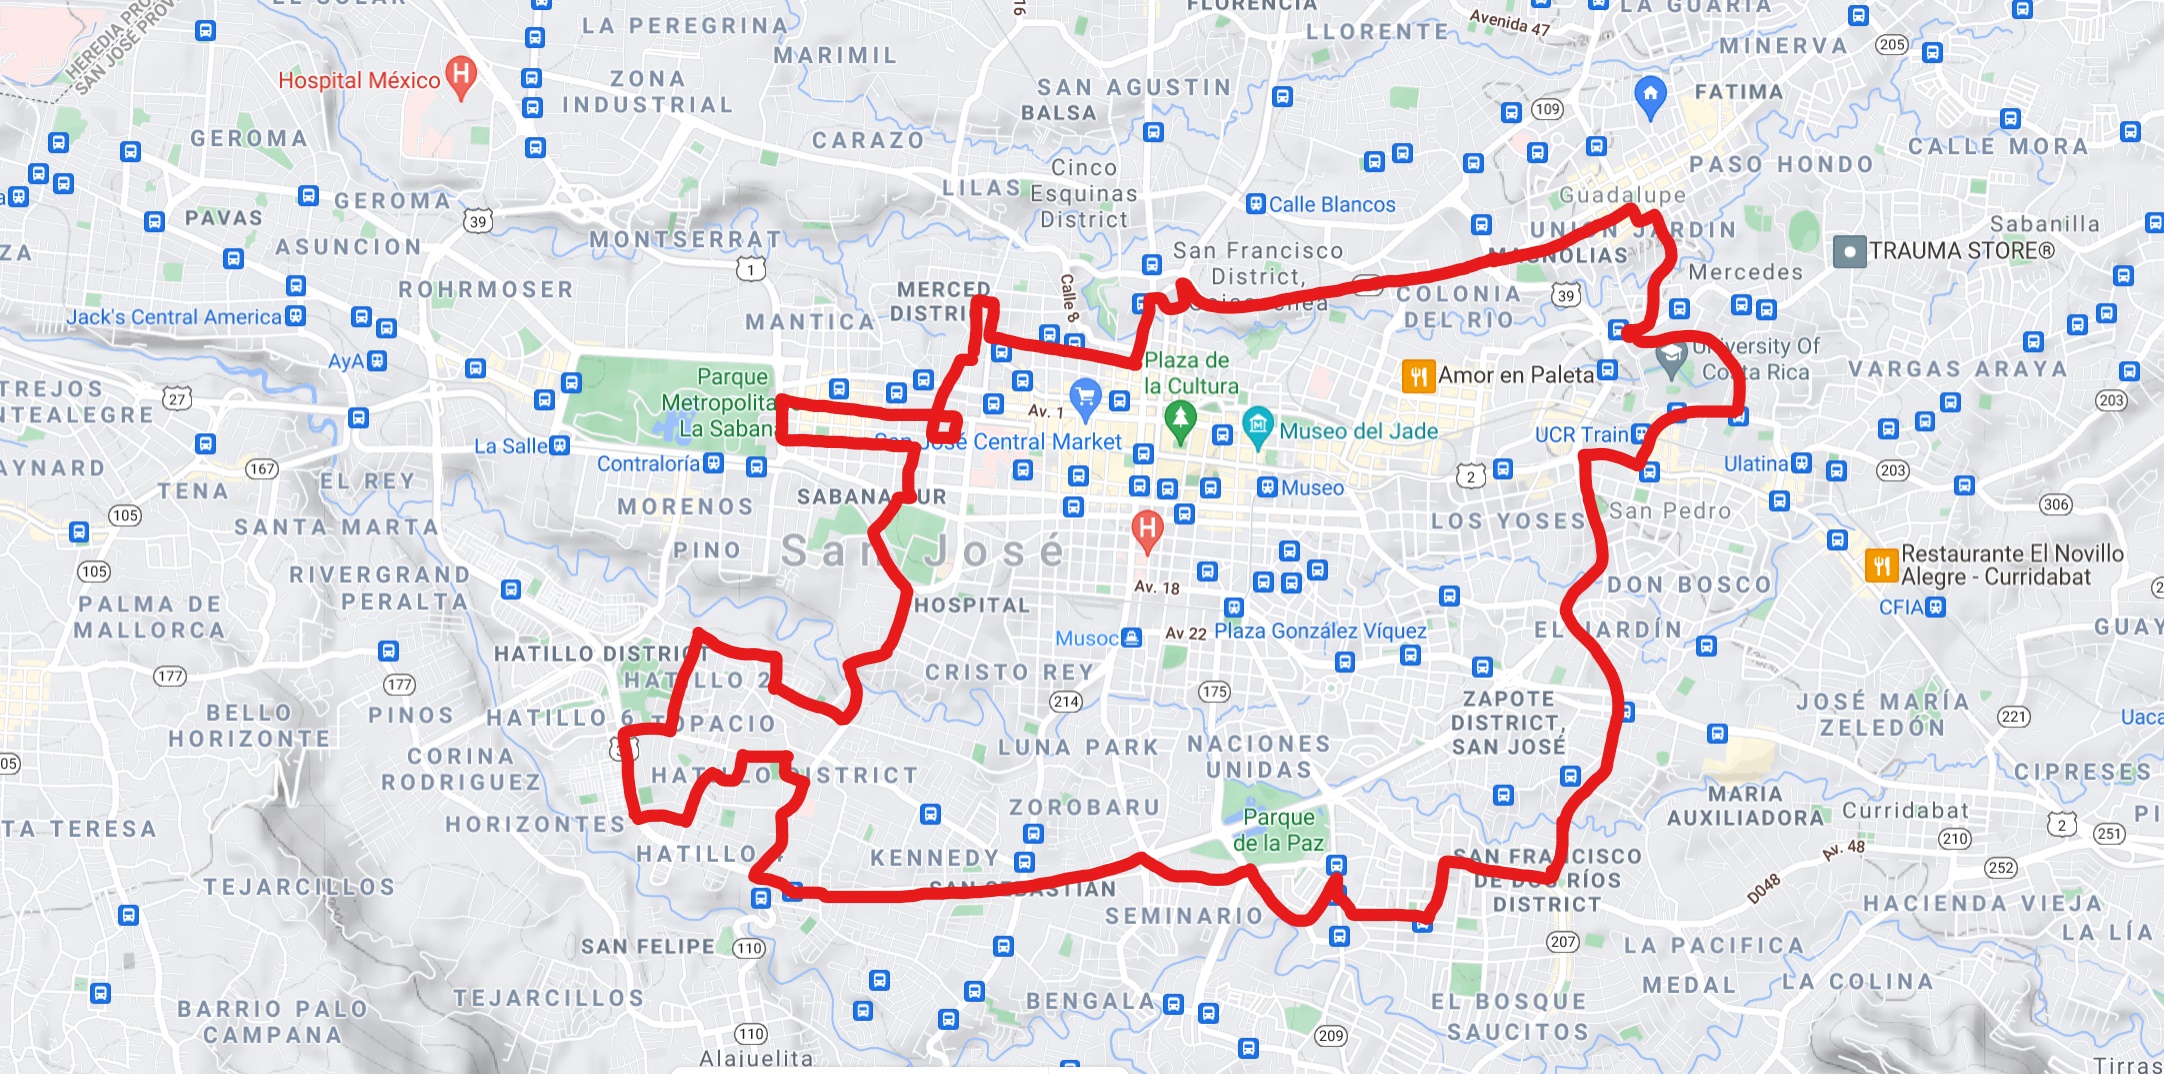 EL SOLAR
HEREDIA PRO
SAN JOSÉ PROV
LA PEREGRINA
MARIMIL
16
FLORENCIA
LLORENTE
Avenida 47
LA GUARIA
MINERVA
205
Hospital México
H
ZONA
INDUSTRIAL
SAN AGUSTIN
BALSA
109
FATIMA
GEROMA
CARAZO
Cinco
Esquinas
District
LILAS
CALLE MORA
PASO HONDO
Guadalupe
GEROMA
PAVAS
39
Calle Blancos
ASUNCION
MONTSERRAT
1
San Francisco
District,
UNION JARDIN
Sabanilla
TRAUMA STORE®
ZA
ROHRMOSER
MERCED
Calle 8
COLONIA
DEL RIO
39
Mercedes
Jack's Central America
MANTICA
AyA
Plaza de
la Cultura
University Of
Costa Rica
VARGAS ARAYA
TREJOS
NTEALEGRE
27
Parque
La Sabana
Amor en Paleta
203
Av. 1
La Salle
Contraloría
San José Central Market
Museo del Jade
UCR Train
Ulatina
203
AYNARD
167
TENA
EL REY
2
Museo
MORENOS
SABANA SUR
San Pedro
306
105
SANTA MARTA
LOS YOSES
PINO
San José
H
Restaurante El Novillo
Alegre - Curridabat
105
RIVERGRAND
PERALTA
DON BOSCO
CFIA
PALMA DE
MALLORCA
HOSPITAL
Av. 18
Musoc
Av 22
Plaza González Víquez
EL JARDÍN
GUAY
177
HATILLO DISTRICT
HATILLO 2
CRISTO REY
177
214
175
ZAPOTE
DISTRICT,
SAN JOSÉ
JOSÉ MARÍA
ZELEDÓN
BELLO
HORIZONTE
PINOS
HATILLO 6
TOPACIO
221
Uaca
CORINA
RODRIGUEZ
LUNA PARK
NACIONES
UNIDAS
05
HATILLO DISTRICT
CIPRESES
ZOROBARU
Parque
de la Paz
MARIA
AUXILIADORA
Curridabat
PI
TA TERESA
HORIZONTES
210
2
251
HATILLO 4
KENNEDY
SAN FRANCISCO
DE DOS RÍOS
DISTRICT
Av. 48
252
D048
TEJARCILLOS
SAN SEBASTIAN
SEMINARIO
HACIENDA VIEJA
SAN FELIPE
110
207
LA PACIFICA
LA LÍA
MEDAL
LA COLINA
TEJARCILLOS
BENGALA
EL BOSQUE
BARRIO PALO
CAMPANA
SAUCITOS
110
209
Alajuelita
Tirras